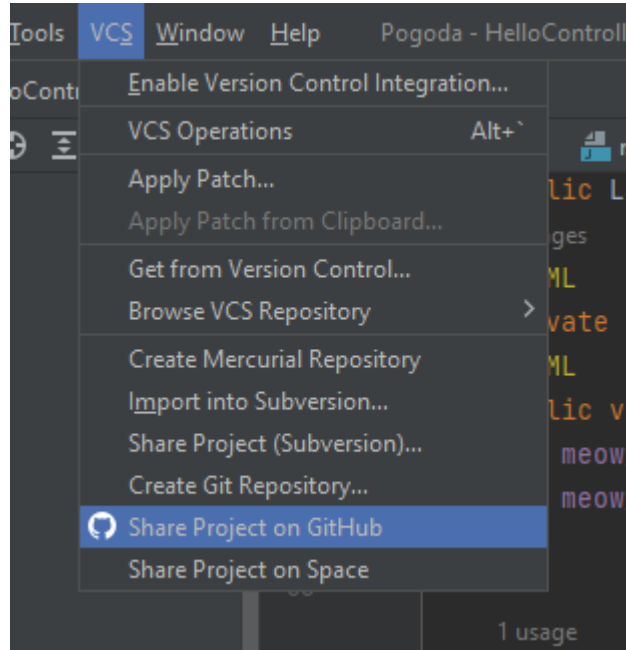 Tools VCS Window Help Pogoda - HelloControll
oContr
Enable Version Control Integration...
VCS Operations Alt+`
Apply Patch...
lic L
Apply Patch from Clipboard...
ges
Get from Version Control...
ML
Browse VCS Repository
vate
Create Mercurial Repository
ML
Import into Subversion...
lic v
Share Project (Subversion)...
meow
Create Git Repository...
meow
Share Project on GitHub
Share Project on Space
1 usage